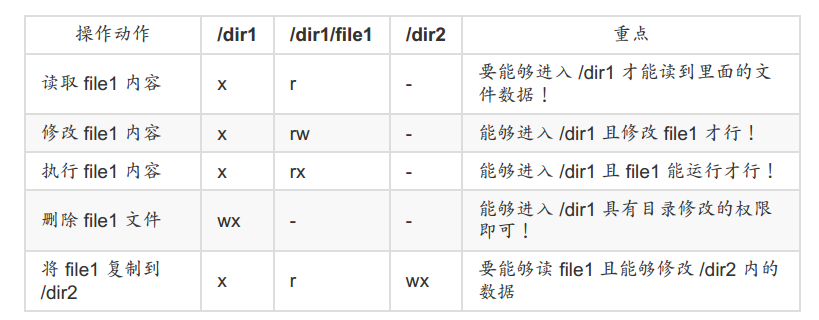 操作动作 /dir1 /dir1/file1 /dir2 重点
读取 file1 内容 x r - 要能够进入 /dir1 才能读到里面的文
件数据！
修改 file1 内容 x rw - 能够进入 /dir1 且修改 file1 才行！
执行 file1 内容 x rx - 能够进入 /dir1 且 file1 能运行才行！
删除 file1 文件 wx - - 能够进入 /dir1 具有目录修改的权限
即可！
将 file1 复制到
/dir2 x r wx 要能够读 file1 且能够修改 /dir2 内的
数据